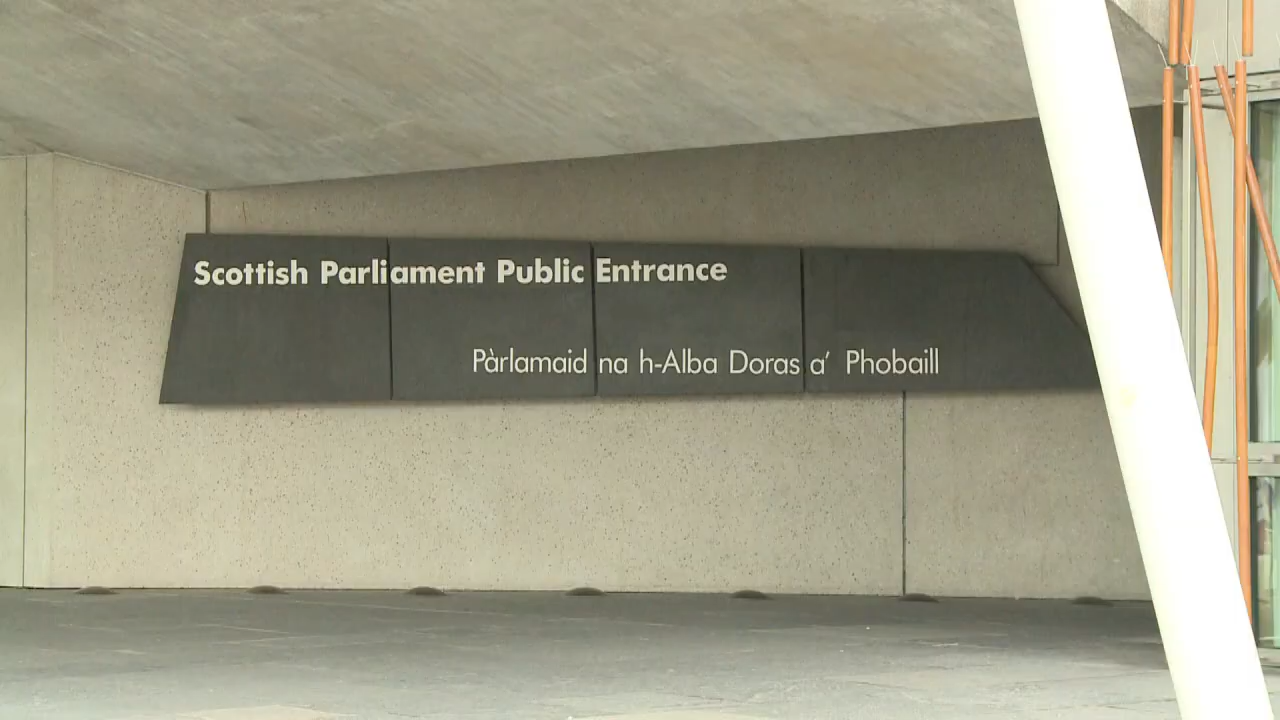 Scottish Parliament Public Entrance
Pàrlamaid na h-Alba Doras a’ Phobaill